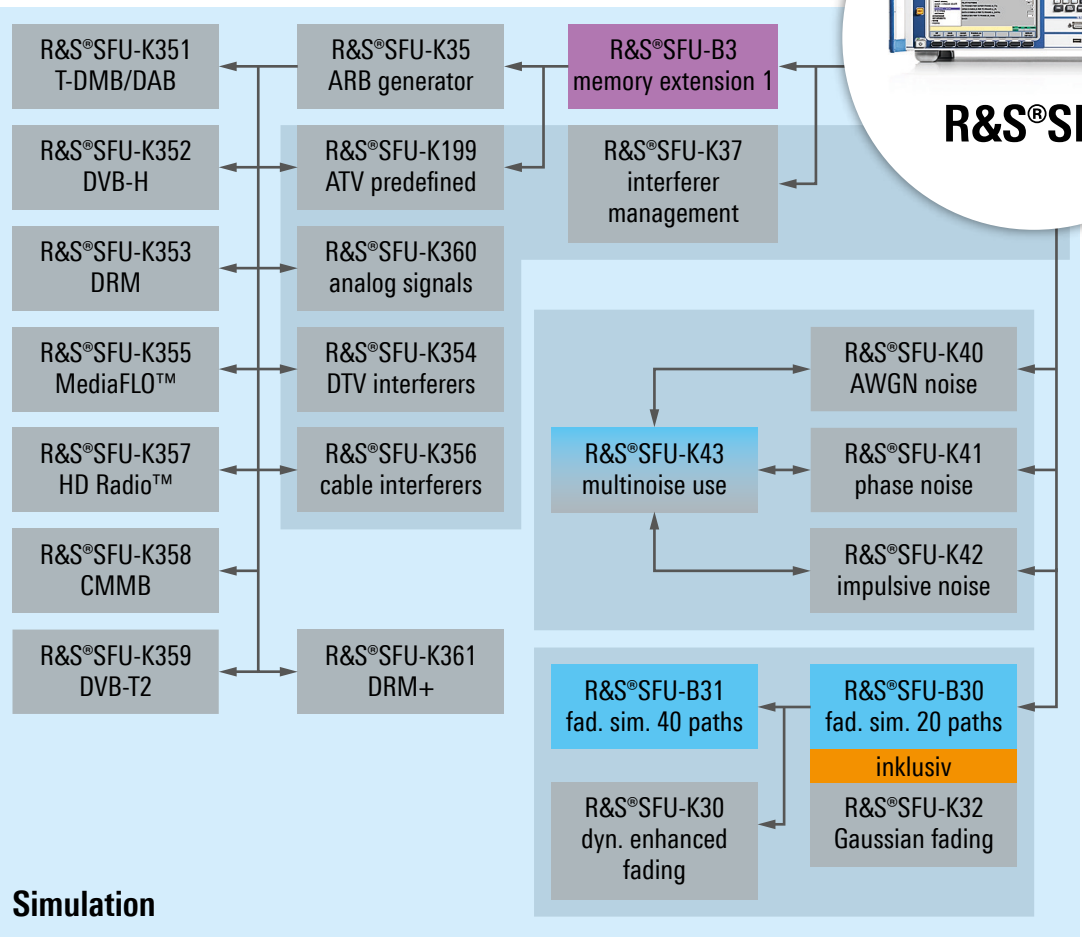 R&S®SFU-K351
T-DMB/DAB
R&S®SFU-K35
ARB generator
R&S®SFU-B3
memory extension 1
R&S®SFU-K352
DVB-H
R&S®SFU-K199
ATV predefined
R&S®SFU-K37
interferer
management
R&S®SF
R&S®SFU-K353
DRM
R&S®SFU-K360
analog signals
R&S®SFU-K355
MediaFLO™
R&S®SFU-K354
DTV interferers
R&S®SFU-K40
AWGN noise
R&S®SFU-K357
HD Radio™
R&S®SFU-K356
cable interferers
R&S®SFU-K43
multinoise use
R&S®SFU-K41
phase noise
R&S®SFU-K358
CMMB
R&S®SFU-K42
impulsive noise
R&S®SFU-K359
DVB-T2
R&S®SFU-K361
DRM+
R&S®SFU-B31
fad. sim. 40 paths
R&S®SFU-B30
fad. sim. 20 paths
inklusiv
R&S®SFU-K30
dyn. enhanced
fading
R&S®SFU-K32
Gaussian fading
Simulation